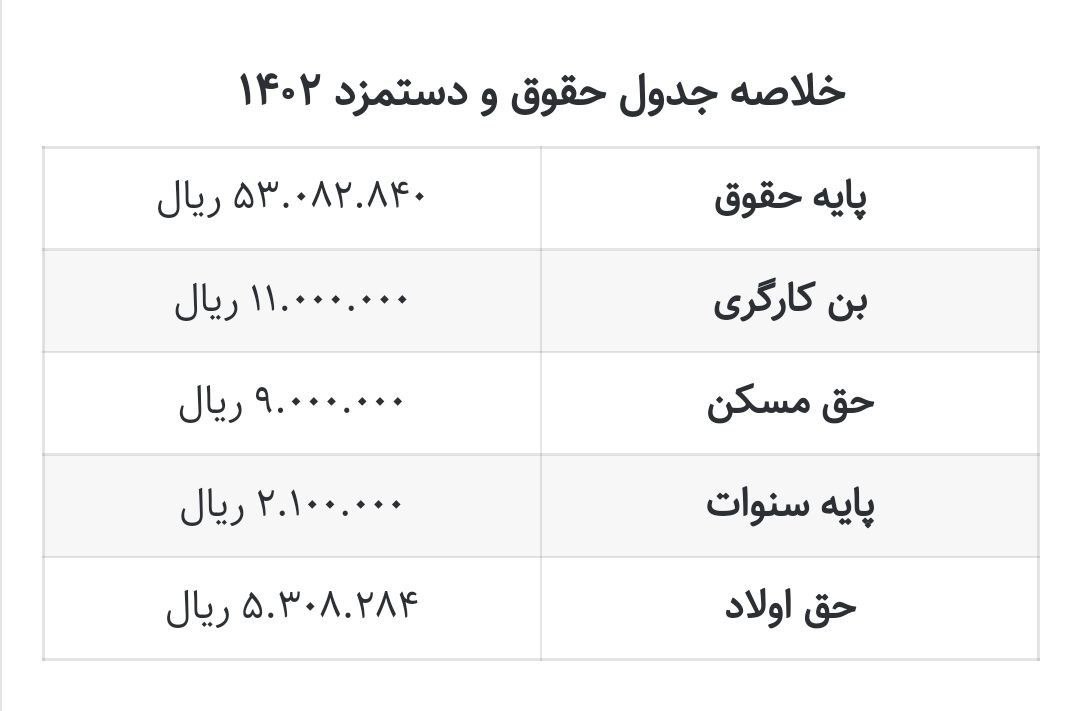 خلاصه جدول حقوق و دستمزد ۱۴۰۲
پایه حقوق ۵۳.۰۸۲.۸۴۰ ریال
بن کارگری ۱۱.۰۰۰.۰۰۰ ریال
حق مسکن ۹.۰۰۰.۰۰۰ ریال
پایه سنوات ۲.۱۰۰.۰۰۰ ریال
حق اولاد ۵.۳۰۸.۲۸۴ ریال